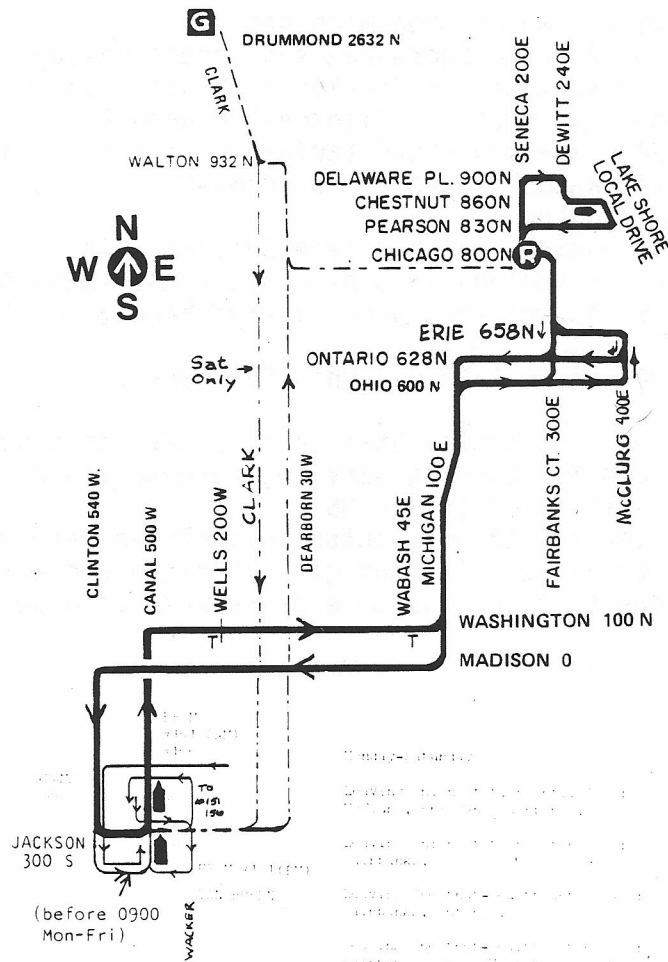 G
DRUMMOND 2632 N
CLARK
SENECA 200E
DEWITT 240E
WALTON 932 N
DELAWARE PL. 900N
CHESTNUT 860N
PEARSON 830N
CHICAGO 800N
R
LAKE SHORE
LOCAL DRIVE
N
W E
S
ERIE 658N
ONTARIO 628N
OHIO 600 N
Sat
Only
CLINTON 540 W.
CANAL 500 W
WELLS 200W
CLARK
DEARBORN 30 W
WABASH 45E
MICHIGAN 100 E
FAIRBANKS CT. 300E
McCLURG 400E
T
T
WASHINGTON 100 N
MADISON 0
TO
#151
156
JACKSON
300 S
(before 0900
Mon-Fri)
WACKER